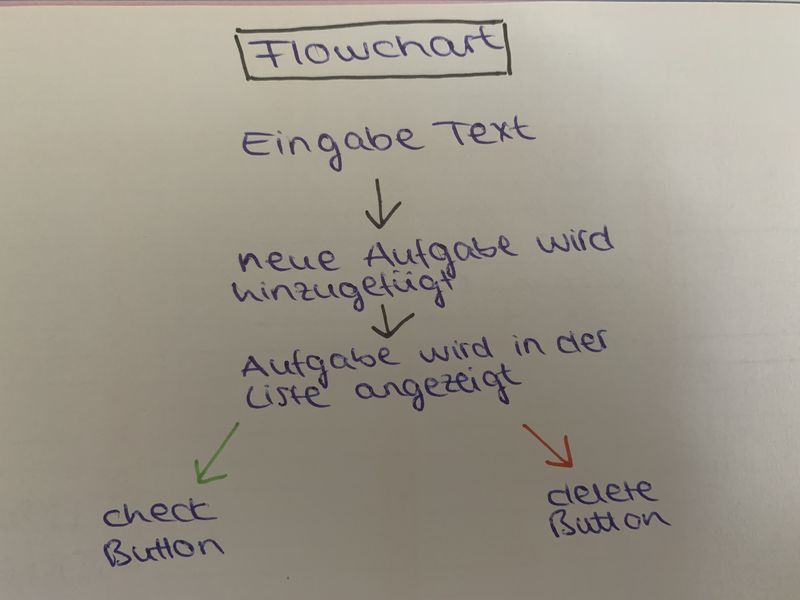 Flowchart
Eingabe Text
neue Aufgabe wird
hinzugefügt
Aufgabe wird in der
Liste angezeigt
check
Button
delete
Button